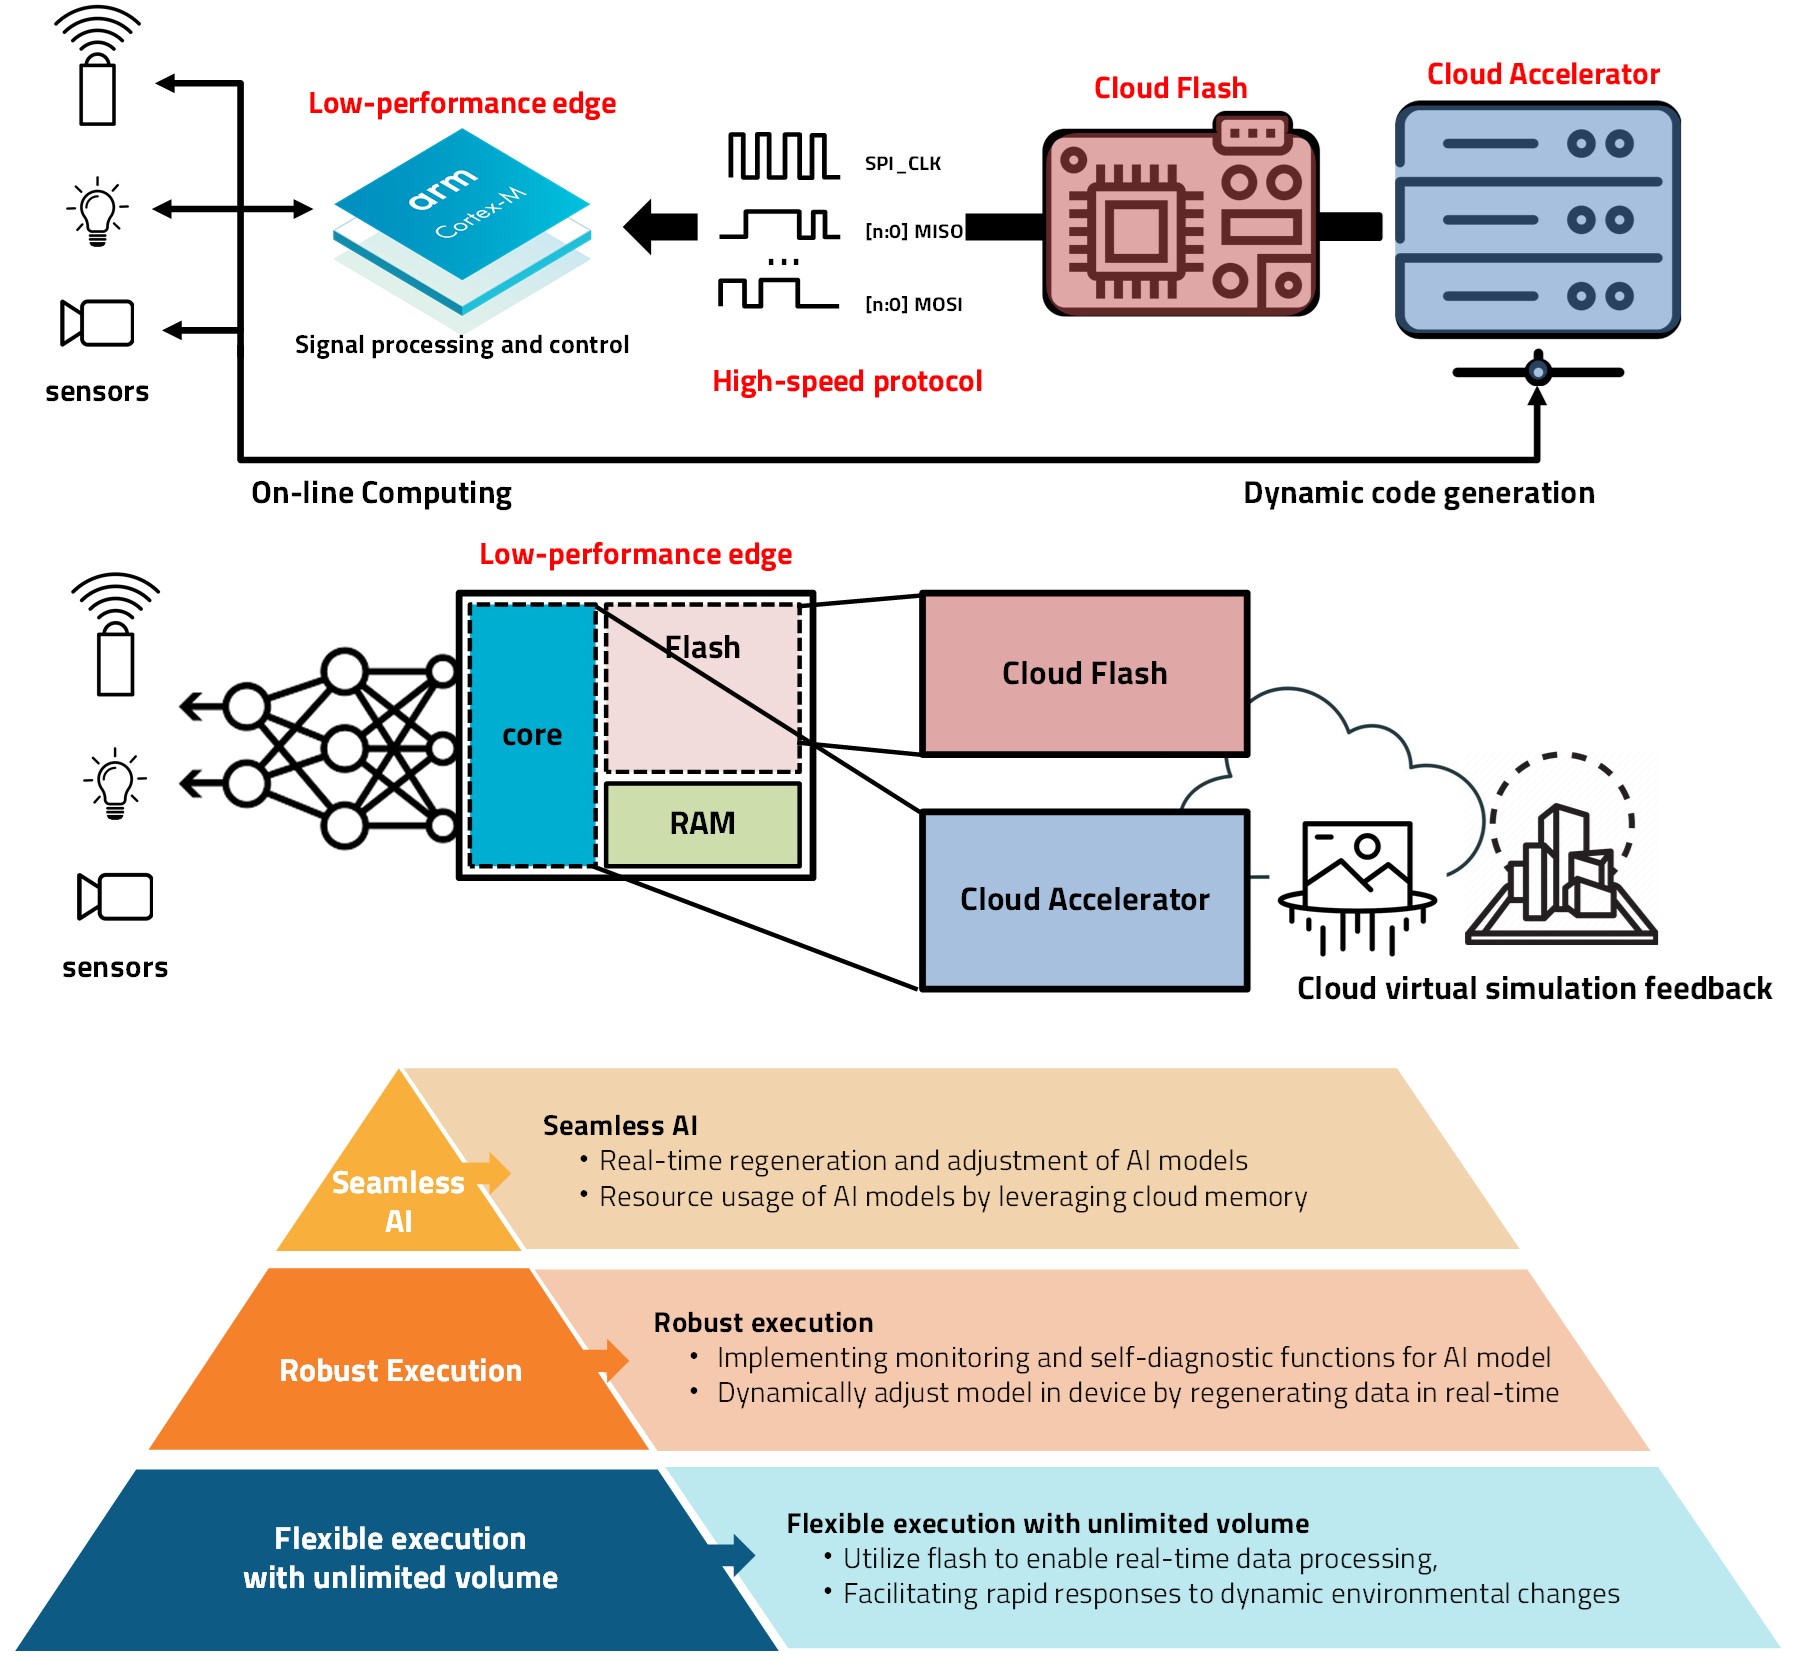 Cloud Accelerator
Cloud Flash
Low-performance edge
arm
Cortex-M
SPI_CLK
[n:0] MISO
...
[n:0] MOSI
Signal processing and control
High-speed protocol
sensors
On-line Computing
Dynamic code generation
Low-performance edge
Flash
Cloud Flash
core
RAM
Cloud Accelerator
sensors
Cloud virtual simulation feedback
Seamless
AI
Seamless AI
• Real-time regeneration and adjustment of AI models
• Resource usage of AI models by leveraging cloud memory
Robust Execution
Robust execution
• Implementing monitoring and self-diagnostic functions for AI model
• Dynamically adjust model in device by regenerating data in real-time
Flexible execution
with unlimited volume
Flexible execution with unlimited volume
• Utilize flash to enable real-time data processing,
• Facilitating rapid responses to dynamic environmental changes